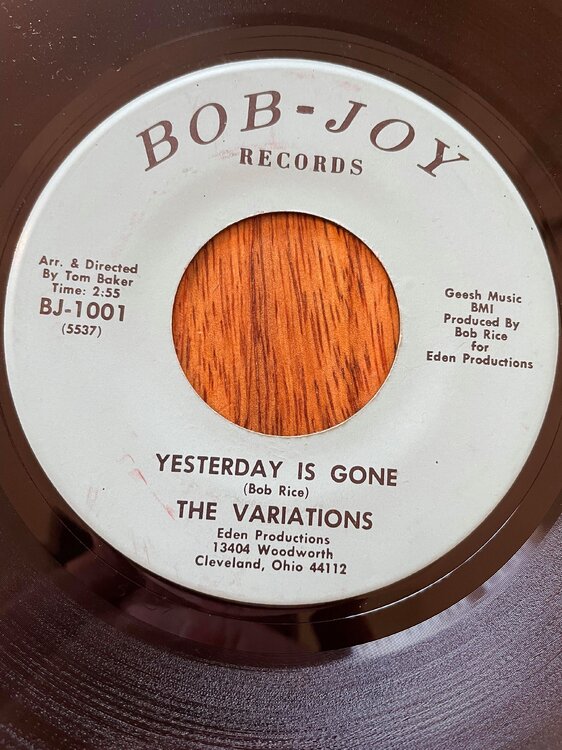 BOB-JOY
RECORDS
Arr. & Directed
By Tom Baker
Time: 2:55
BJ-1001
(5537)
Geesh Music
BMI
Produced By
Bob Rice
for
Eden Productions
YESTERDAY IS GONE
(Bob Rice)
THE VARIATIONS
Eden Productions
13404 Woodworth
Cleveland, Ohio 44112